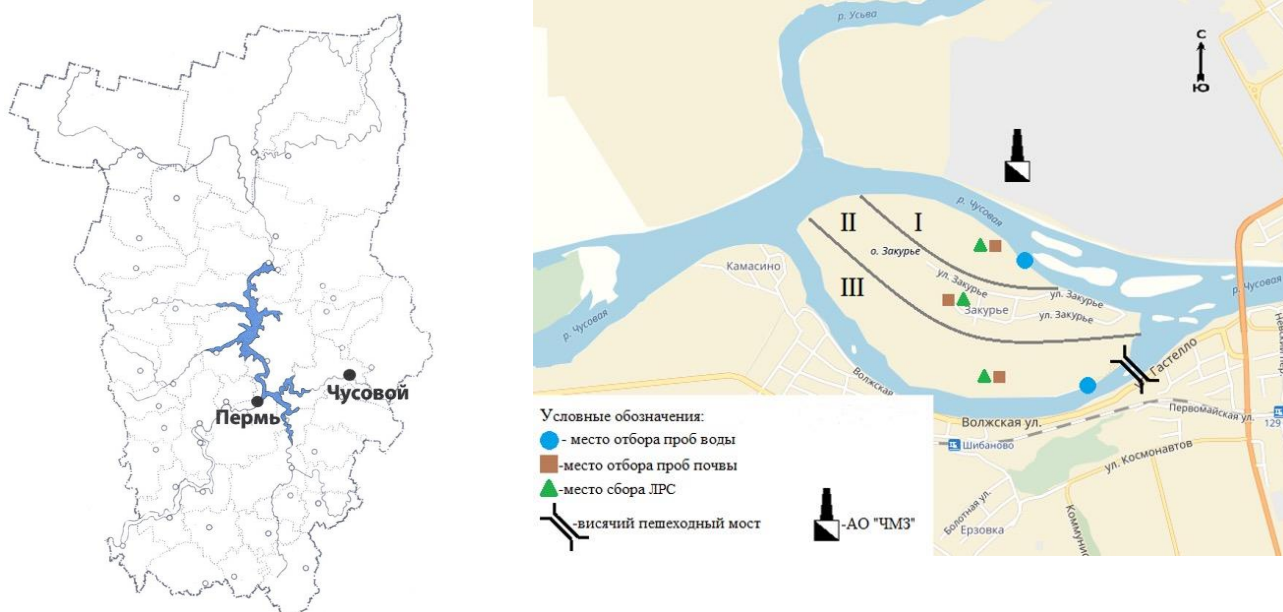 Пермь
Чусовой
р. Усьва
С
Ю
р. Чусовая
II
I
о. Закурье
III
Камасино
ул. Закурье
ул. Закурье
Закурье
ул. Закурье
р. Чусовая
р. Чусовая
Волжская
Гастелло
Волжская ул.
Первомайская ул.
129
Шибаново
ул. Космонавтов
Болотная ул.
Ерзовка
Условные обозначения:
- место отбора проб воды
-место отбора проб почвы
-место сбора ЛРС
-висячий пешеходный мост
-АО "ЧМЗ"